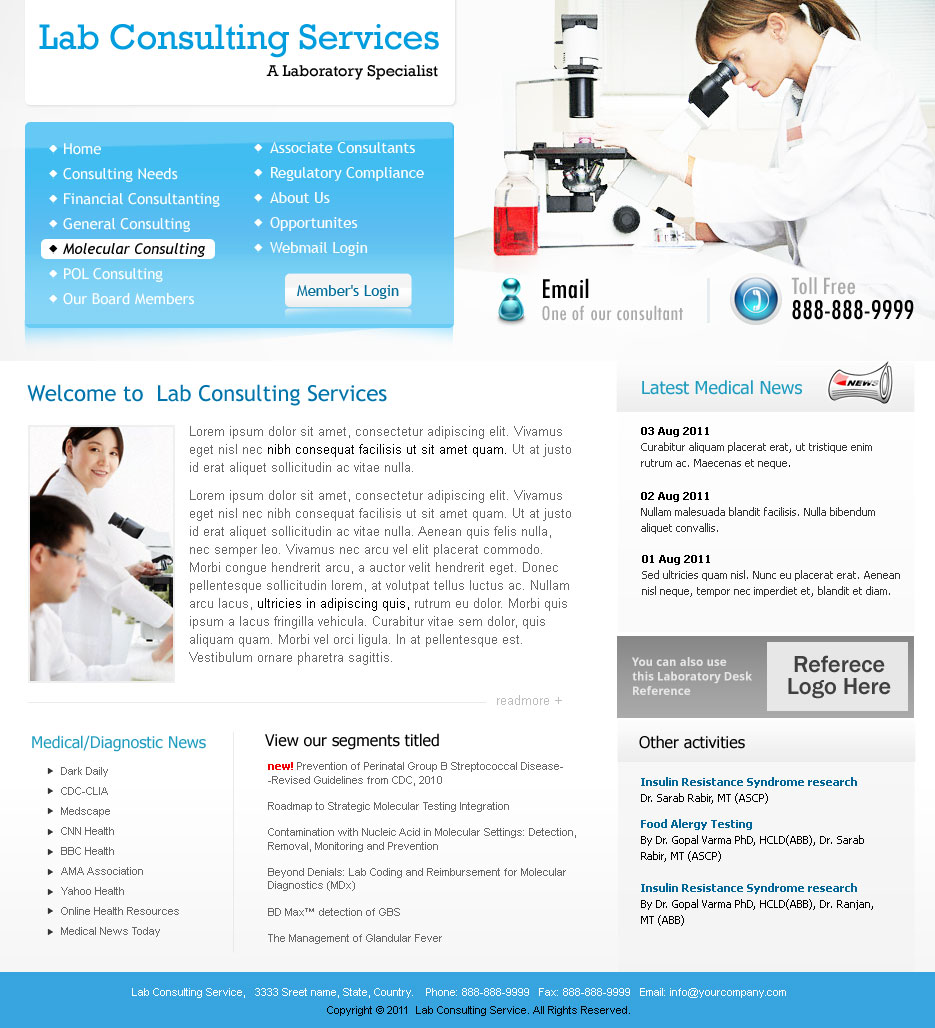 Lab Consulting Services
A Laboratory Specialist
Home
Consulting Needs
Financial Consultanting
General Consulting
Molecular Consulting
POL Consulting
Our Board Members
Associate Consultants
Regulatory Compliance
About Us
Opportunites
Webmail Login
Member's Login
Email
One of our consultant
Toll Free
888-888-9999
Welcome to Lab Consulting Services
Lorem ipsum dolor sit amet, consectetur adipiscing elit. Vivamus
eget nisl nec nibh consequat facilisis ut sit amet quam. Ut at justo
id erat aliquet sollicitudin ac vitae nulla.
Lorem ipsum dolor sit amet, consectetur adipiscing elit. Vivamus
eget nisl nec nibh consequat facilisis ut sit amet quam. Ut at justo
id erat aliquet sollicitudin ac vitae nulla. Aenean quis felis nulla,
nec semper leo. Vivamus nec arcu vel elit placerat commodo.
Morbi congue hendrerit arcu, a auctor velit hendrerit eget. Donec
pellentesque sollicitudin lorem, at volutpat tellus luctus ac. Nullam
arcu lacus, ultricies in adipiscing quis, rutrum eu dolor. Morbi quis
ipsum a lacus fringilla vehicula. Curabitur vitae sem dolor, quis
aliquam quam. Morbi vel orci ligula. In at pellentesque est.
Vestibulum ornare pharetra sagittis.
readmore +
Medical/Diagnostic News
Dark Daily
CDC-CLIA
Medscape
CNN Health
BBC Health
AMA Association
Yahoo Health
Online Health Resources
Medical News Today
View our segments titled
new! Prevention of Perinatal Group B Streptococcal Disease-
-Revised Guidelines from CDC, 2010
Roadmap to Strategic Molecular Testing Integration
Contamination with Nucleic Acid in Molecular Settings: Detection,
Removal, Monitoring and Prevention
Beyond Denials: Lab Coding and Reimbursement for Molecular
Diagnostics (MDx)
BD Max™ detection of GBS
The Management of Glandular Fever
Latest Medical News
NEWS
03 Aug 2011
Curabitur aliquam placerat erat, ut tristique enim
rutrum ac. Maecenas et neque.
02 Aug 2011
Nullam malesuada blandit facilisis. Nulla bibendum
aliquet convallis.
01 Aug 2011
Sed ultricies quam nisl. Nunc eu placerat erat. Aenean
nisl neque, tempor nec imperdiet et, blandit et diam.
You can also use
this Laboratory Desk
Reference
Referece
Logo Here
Other activities
Insulin Resistance Syndrome research
Dr. Sarab Rabir, MT (ASCP)
Food Alergy Testing
By Dr. Gopal Varma PhD, HCLD(ABB), Dr. Sarab
Rabir, MT (ASCP)
Insulin Resistance Syndrome research
By Dr. Gopal Varma PhD, HCLD(ABB), Dr. Ranjan,
MT (ABB)
Lab Consulting Service, 3333 Sreet name, State, Country. Phone: 888-888-9999 Fax: 888-888-9999 Email: info@yourcompany.com
Copyright © 2011 Lab Consulting Service. All Rights Reserved.